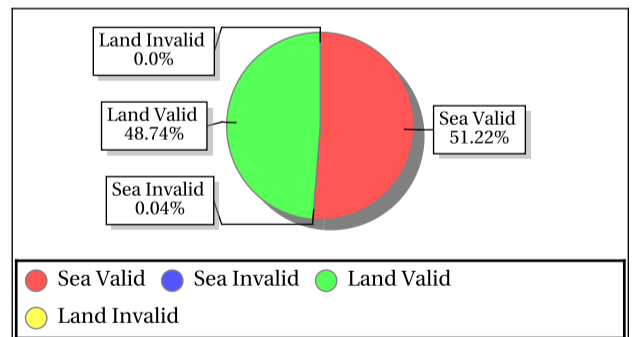 Land Invalid
0.0%
Land Valid
48.74%
Sea Valid
51.22%
Sea Invalid
0.04%
Sea Valid Sea Invalid Land Valid
Land Invalid